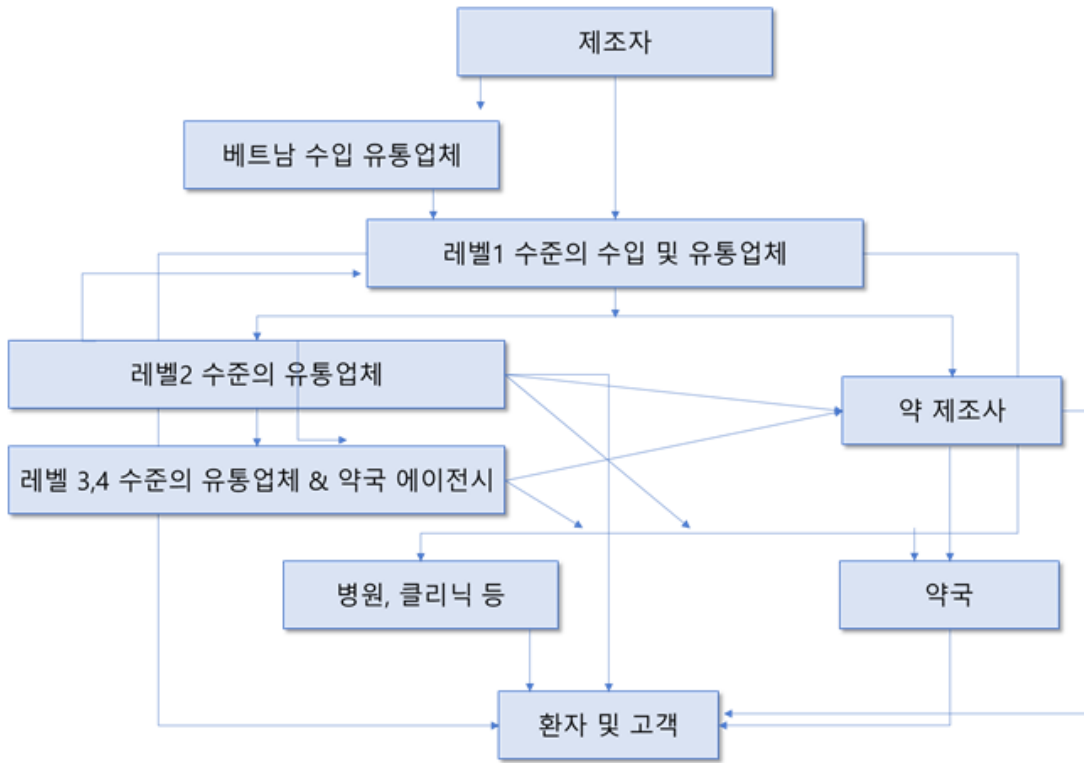 제조자
베트남 수입 유통업체
레벨1 수준의 수입 및 유통업체
레벨2 수준의 유통업체
약 제조사
레벨 3,4 수준의 유통업체 & 약국 에이전시
병원, 클리닉 등
약국
환자 및 고객